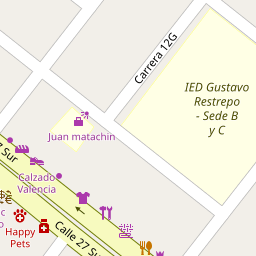 Carrera 12G
IED Gustavo
Restrepo
- Sede B
y C
Juan matachin
Sur
Calzado
Valencia
Happy
Pets
Calle 27 Su